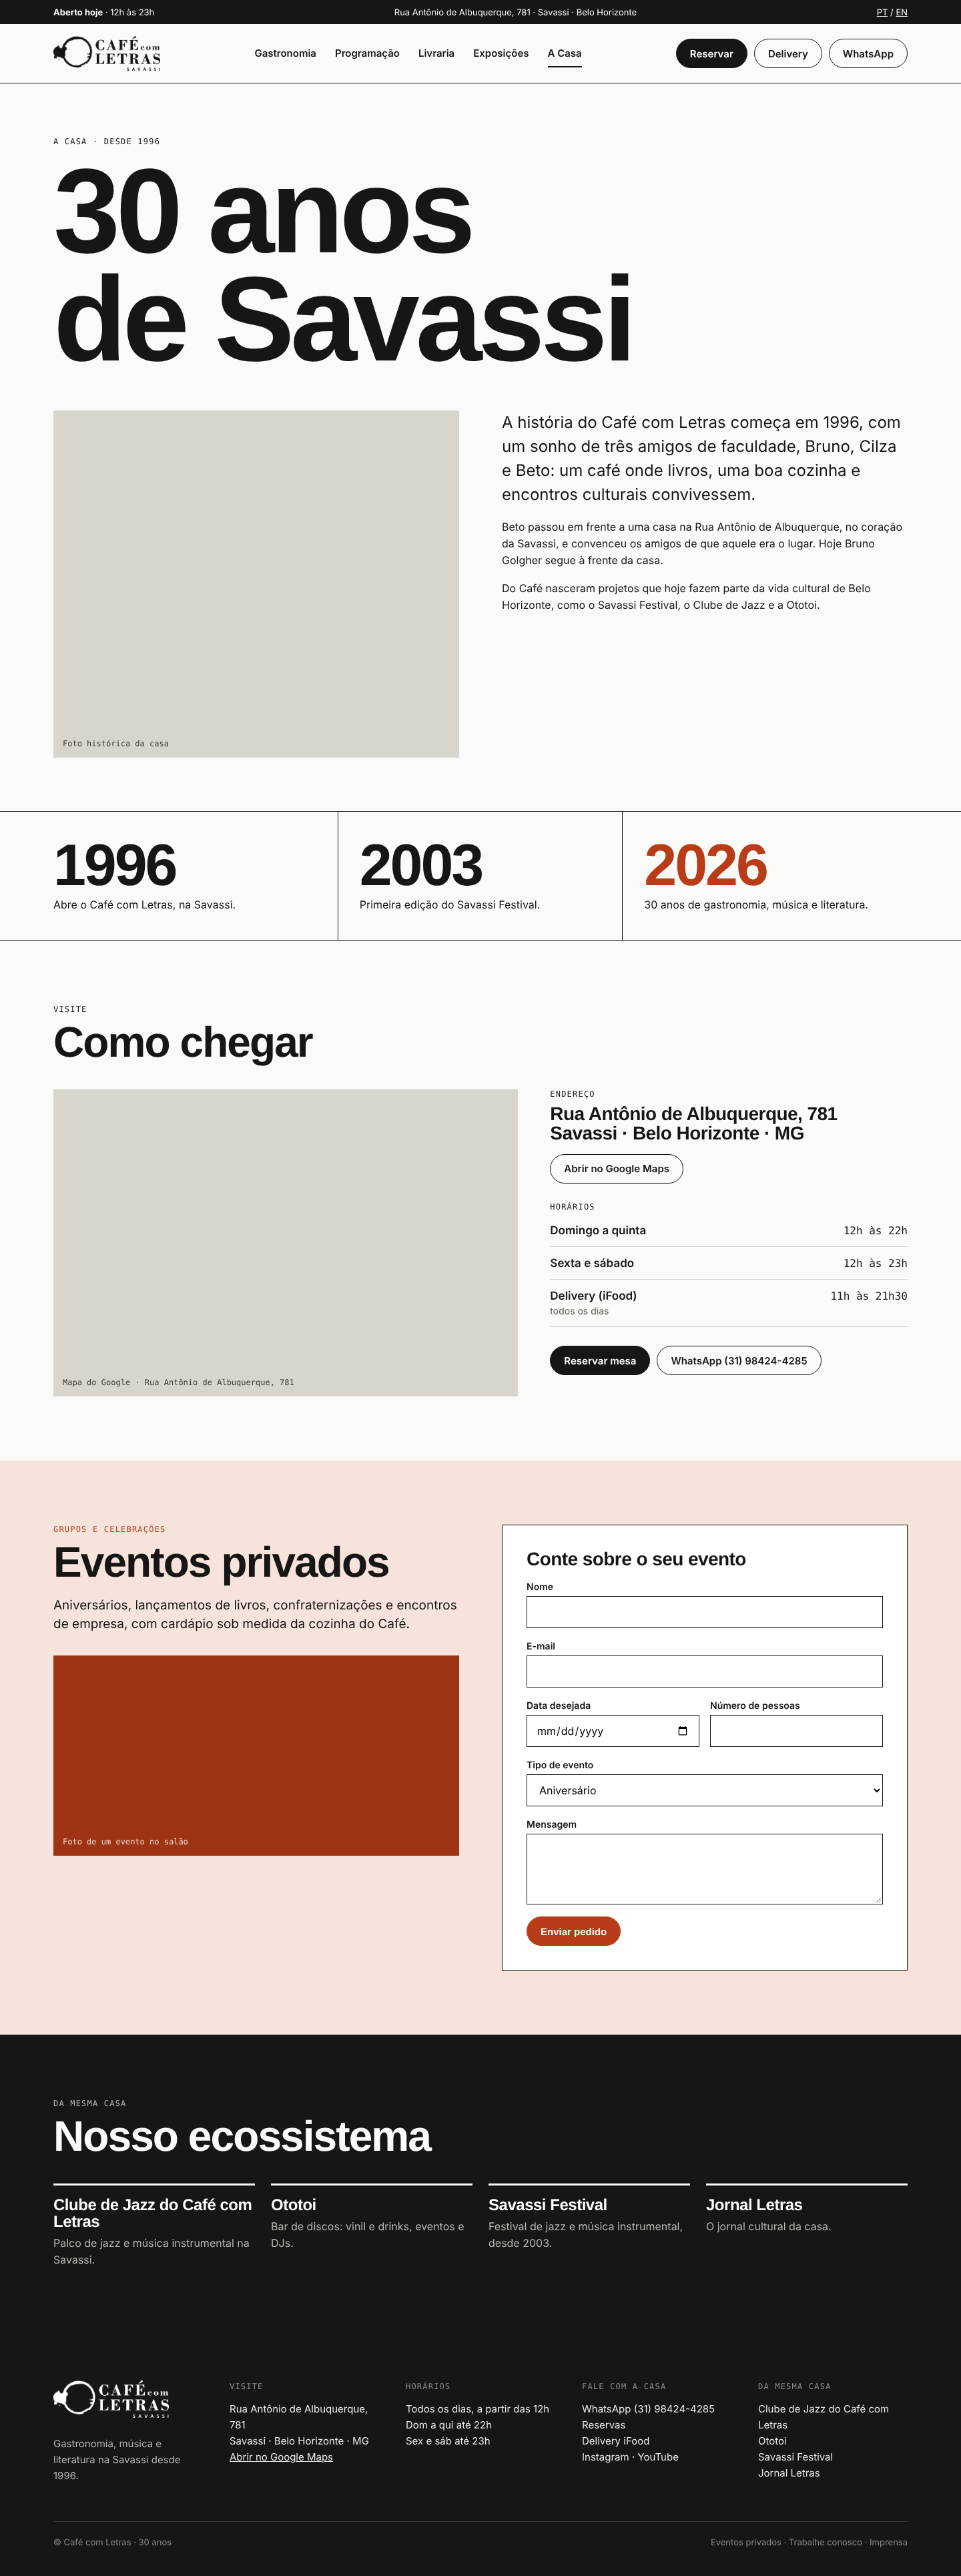 Aberto hoje · 12h às 23h
Rua Antônio de Albuquerque, 781 · Savassi · Belo Horizonte
PT / EN
CAFÉ com
LETRAS
SAVASSI
Gastronomia
Programação
Livraria
Exposições
A Casa
Reservar
Delivery
WhatsApp
A CASA · DESDE 1996
30 anos
de Savassi
Foto histórica da casa
A história do Café com Letras começa em 1996, com
um sonho de três amigos de faculdade, Bruno, Cilza
e Beto: um café onde livros, uma boa cozinha e
encontros culturais convivessem.
Beto passou em frente a uma casa na Rua Antônio de Albuquerque, no coração
da Savassi, e convenceu os amigos de que aquele era o lugar. Hoje Bruno
Golgher segue à frente da casa.
Do Café nasceram projetos que hoje fazem parte da vida cultural de Belo
Horizonte, como o Savassi Festival, o Clube de Jazz e a Ototoi.
1996
Abre o Café com Letras, na Savassi.
2003
Primeira edição do Savassi Festival.
2026
30 anos de gastronomia, música e literatura.
VISITE
Como chegar
Mapa do Google · Rua Antônio de Albuquerque, 781
ENDEREÇO
Rua Antônio de Albuquerque, 781
Savassi · Belo Horizonte · MG
Abrir no Google Maps
HORÁRIOS
Domingo a quinta 12h às 22h
Sexta e sábado 12h às 23h
Delivery (iFood) 11h às 21h30
todos os dias
Reservar mesa
WhatsApp (31) 98424-4285
GRUPOS E CELEBRAÇÕES
Eventos privados
Aniversários, lançamentos de livros, confraternizações e encontros
de empresa, com cardápio sob medida da cozinha do Café.
Foto de um evento no salão
Conte sobre o seu evento
Nome
E-mail
Data desejada
Número de pessoas
mm/dd/yyyy
Tipo de evento
Aniversário
Mensagem
Enviar pedido
DA MESMA CASA
Nosso ecossistema
Clube de Jazz do Café com
Letras
Palco de jazz e música instrumental na
Savassi.
Ototoi
Bar de discos: vinil e drinks, eventos e
DJs.
Savassi Festival
Festival de jazz e música instrumental,
desde 2003.
Jornal Letras
O jornal cultural da casa.
CAFÉ com
LETRAS
SAVASSI
Gastronomia, música e
literatura na Savassi desde
1996.
VISITE
Rua Antônio de Albuquerque,
781
Savassi · Belo Horizonte · MG
Abrir no Google Maps
HORÁRIOS
Todos os dias, a partir das 12h
Dom a qui até 22h
Sex e sáb até 23h
FALE COM A CASA
WhatsApp (31) 98424-4285
Reservas
Delivery iFood
Instagram · YouTube
DA MESMA CASA
Clube de Jazz do Café com
Letras
Ototoi
Savassi Festival
Jornal Letras
© Café com Letras · 30 anos
Eventos privados · Trabalhe conosco · Imprensa